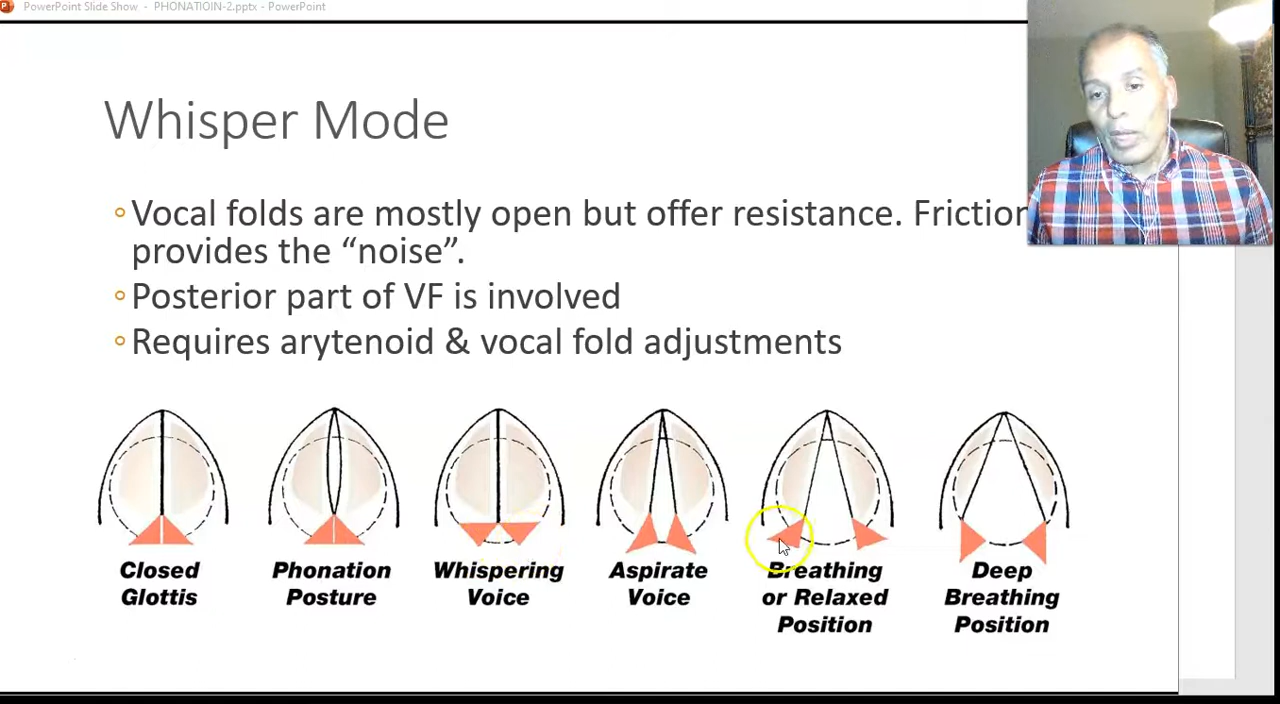 PowerPoint Slide Show - PHONATIOIN-2.pptx - PowerPoint
Whisper Mode
Vocal folds are mostly open but offer resistance. Friction
provides the “noise”.
Posterior part of VF is involved
Requires arytenoid & vocal fold adjustments
Closed
Glottis
Phonation
Posture
Whispering
Voice
Aspirate
Voice
Breathing
or Relaxed
Position
Deep
Breathing
Position